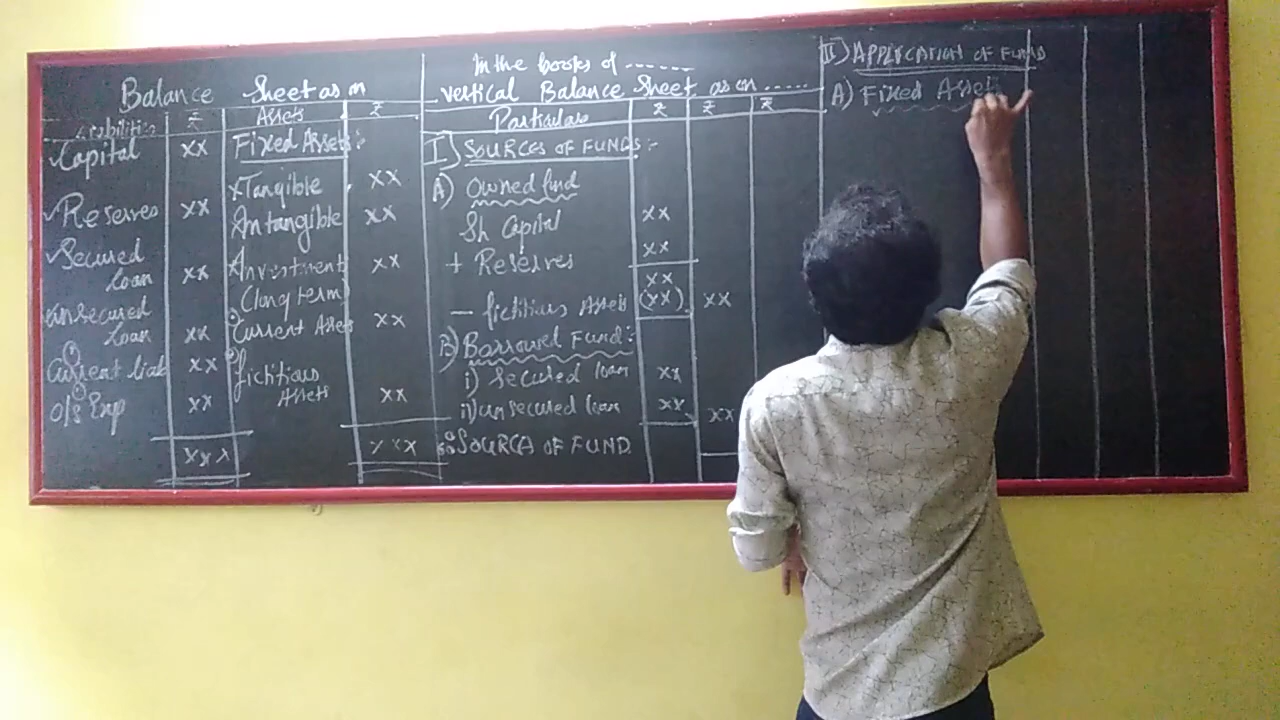 Balance Sheet as on
Liabilities ₹ Assets ₹
Capital xx Fixed Assets:-
Tangible xx
Reserves xx Intangible xx
Secured
Loan xx Investment xx
(long term)
unsecured
Loan xx Current Asset xx
Current liab xx fictitious
Assets xx
O/s Exp xx
xxx xxx
In the books of ......
Vertical Balance Sheet as on .....
Particulars ₹ ₹ ₹
I) SOURCES OF FUNDS:-
A) Owned fund
Sh Capital xx
+ Reserves xx
xx
- fictitious Assets (xx) xx
B) Borrowed Fund:-
i) Secured loan xx
ii) unsecured loan xx xx
SOURCA OF FUND
II) APPLICATION OF FUND
A) Fixed Assets